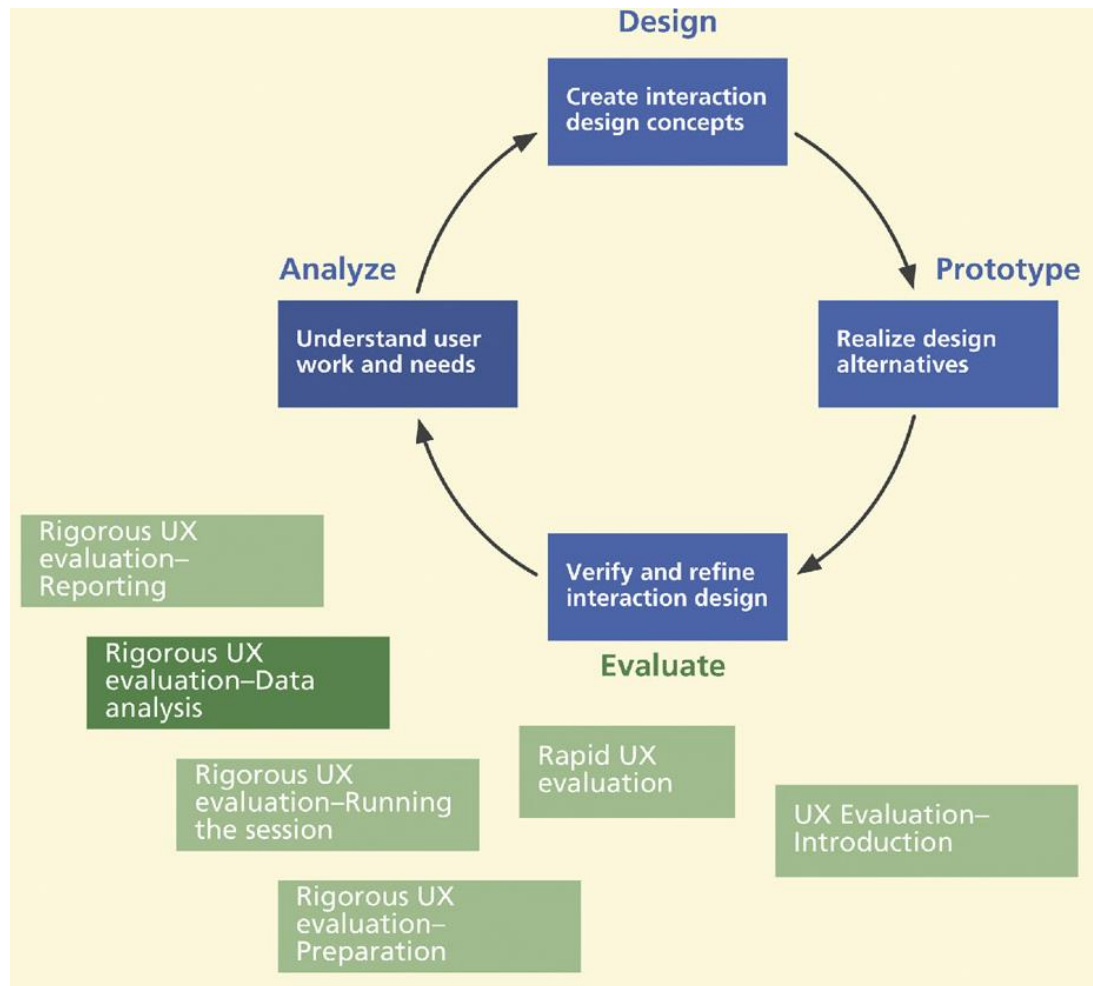 Design
Create interaction
design concepts
Analyze
Prototype
Understand user
work and needs
Realize design
alternatives
Verify and refine
interaction design
Evaluate
Rigorous UX
evaluation–
Reporting
Rigorous UX
evaluation–Data
analysis
Rigorous UX
evaluation–Running
the session
Rigorous UX
evaluation–
Preparation
Rapid UX
evaluation
UX Evaluation–
Introduction